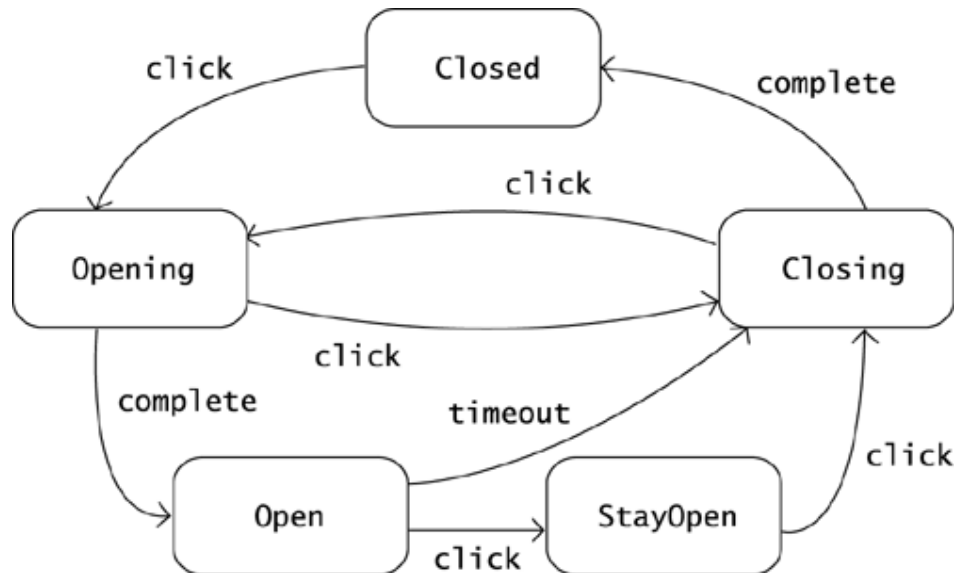 Closed
click
complete
click
Opening
Closing
click
complete
timeout
click
Open
StayOpen
click